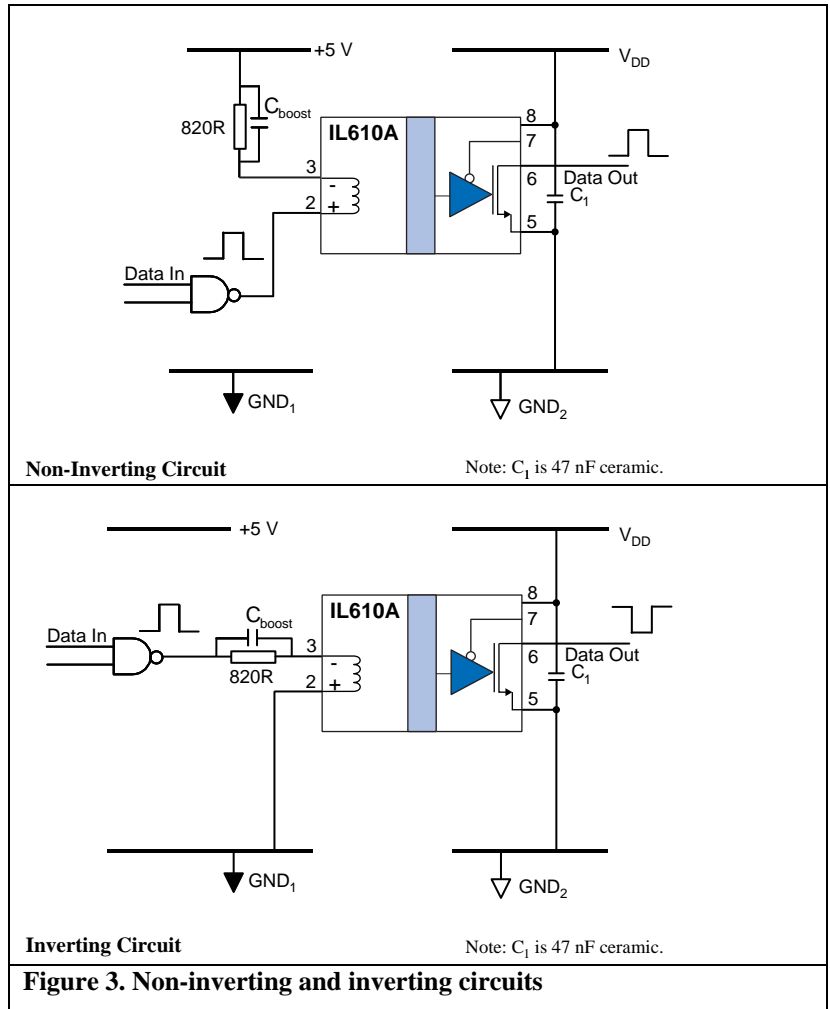 +5 V
V_DD
C_boost
820R
IL610A
8
7
3
-
6
Data Out
2
+
C_1
5
Data In
GND_1
GND_2
Non-Inverting Circuit
Note: C_1 is 47 nF ceramic.
+5 V
V_DD
IL610A
8
7
C_boost
Data In
3
-
6
Data Out
820R
2
+
C_1
5
GND_1
GND_2
Inverting Circuit
Note: C_1 is 47 nF ceramic.
Figure 3. Non-inverting and inverting circuits